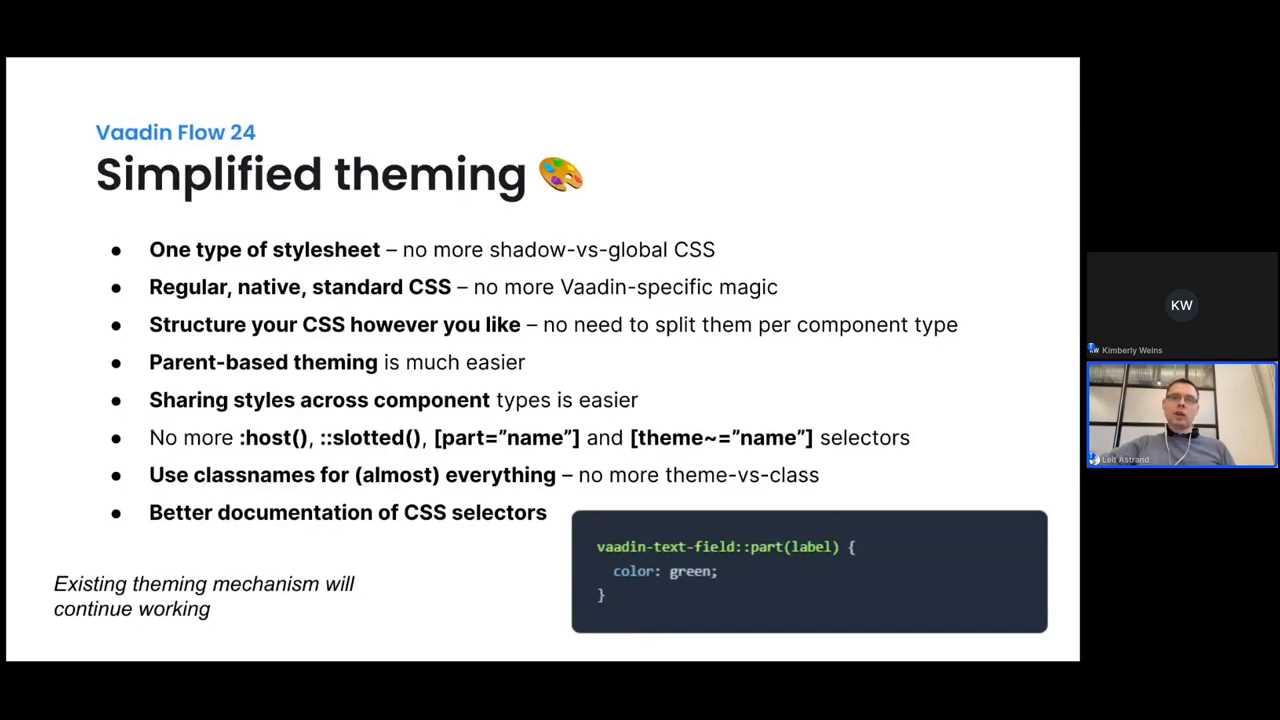 Vaadin Flow 24
Simplified theming
● One type of stylesheet – no more shadow-vs-global CSS
● Regular, native, standard CSS – no more Vaadin-specific magic
● Structure your CSS however you like – no need to split them per component type
● Parent-based theming is much easier
● Sharing styles across component types is easier
● No more :host(), ::slotted(), [part=”name”] and [theme~=”name”] selectors
● Use classnames for (almost) everything – no more theme-vs-class
● Better documentation of CSS selectors
vaadin-text-field::part(label) {
color: green;
}
Existing theming mechanism will
continue working
KW
Kimberly Weins
Leif Astrand